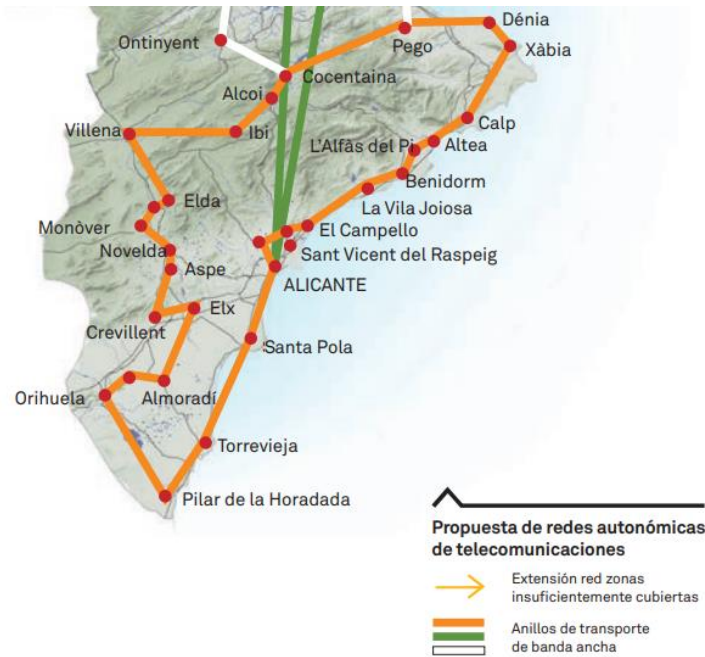 Dénia
Ontinyent
Pego
Xàbia
Cocentaina
Alcoi
Calp
Villena
Ibi
L'Alfàs del Pi
Altea
Benidorm
Elda
La Vila Joiosa
Monòver
El Campello
Novelda
Sant Vicent del Raspeig
Aspe
ALICANTE
Elx
Crevillent
Santa Pola
Orihuela
Almoradí
Torrevieja
Pilar de la Horadada
Propuesta de redes autonómicas
de telecomunicaciones
Extensión red zonas
insuficientemente cubiertas
Anillos de transporte
de banda ancha